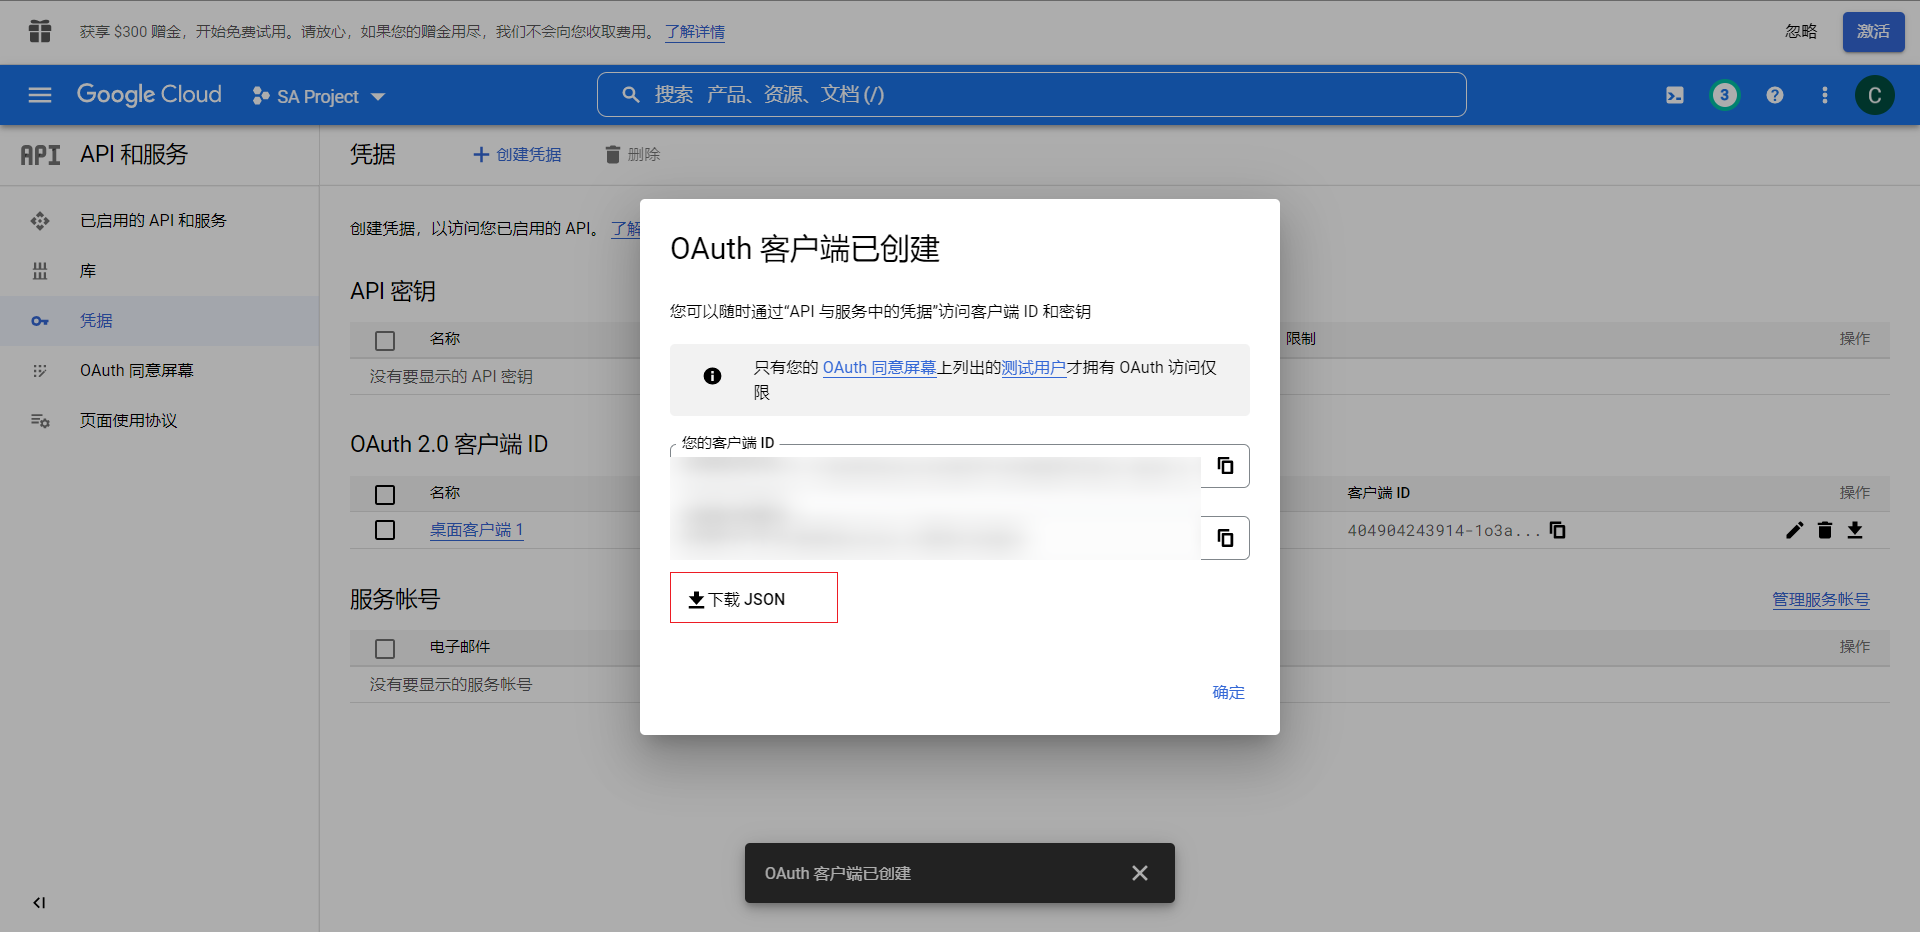 获享 $300 赠金，开始免费试用。请放心，如果您的赠金用尽，我们不会向您收取费用。 了解详情
忽略
激活
Google Cloud
SA Project
搜索 产品、资源、文档 (/)
3
C
API API 和服务
凭据
创建凭据
删除
已启用的 API 和服务
库
凭据
OAuth 同意屏幕
页面使用协议
创建凭据，以访问您已启用的 API。 了解
API 密钥
名称
限制
操作
没有要显示的 API 密钥
OAuth 2.0 客户端 ID
名称
客户端 ID
操作
桌面客户端 1
404904243914-1o3a...
服务帐号
管理服务帐号
电子邮件
操作
没有要显示的服务帐号
OAuth 客户端已创建
您可以随时通过“API 与服务中的凭据”访问客户端 ID 和密钥
只有您的 OAuth 同意屏幕上列出的测试用户才拥有 OAuth 访问仅
限
您的客户端 ID
下载 JSON
确定
OAuth 客户端已创建